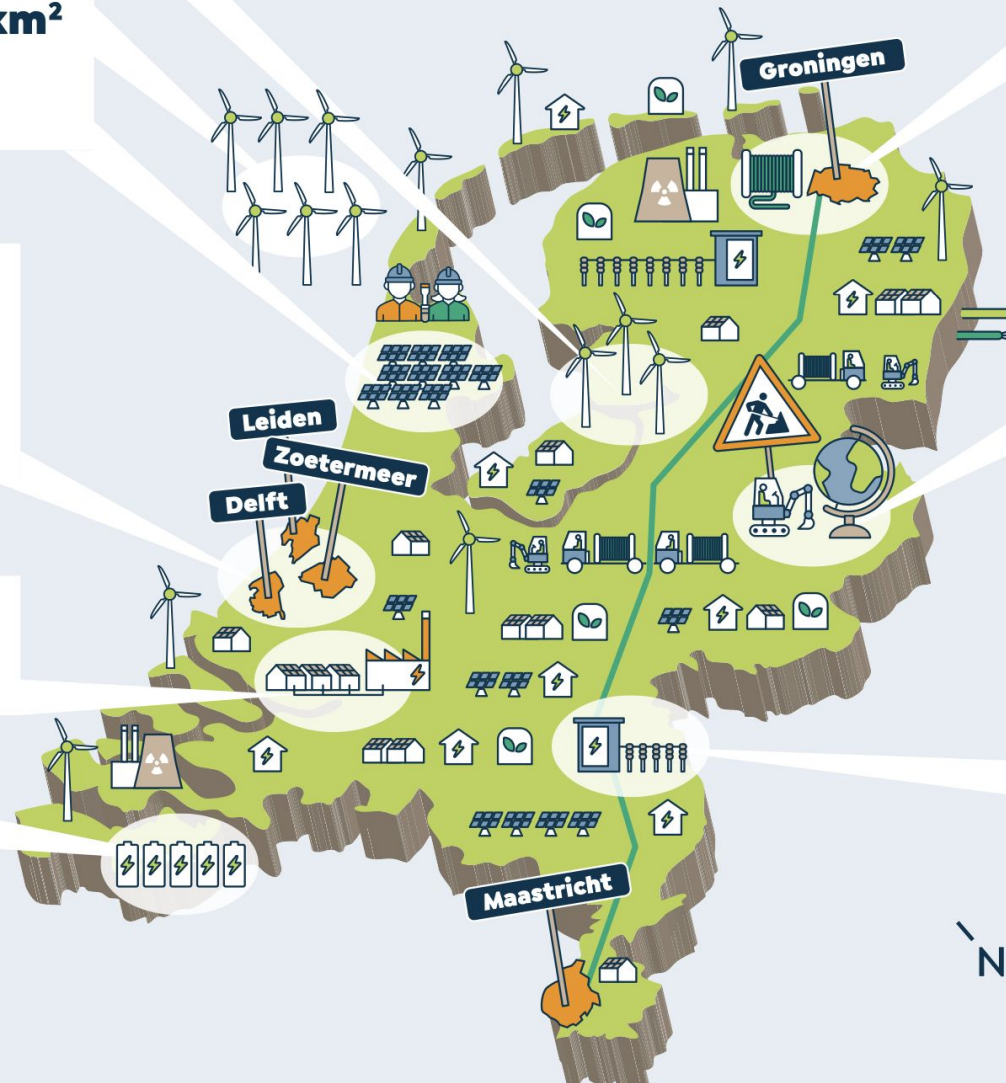 km²
Groningen
Leiden
Zoetermeer
Delft
Maastricht
N